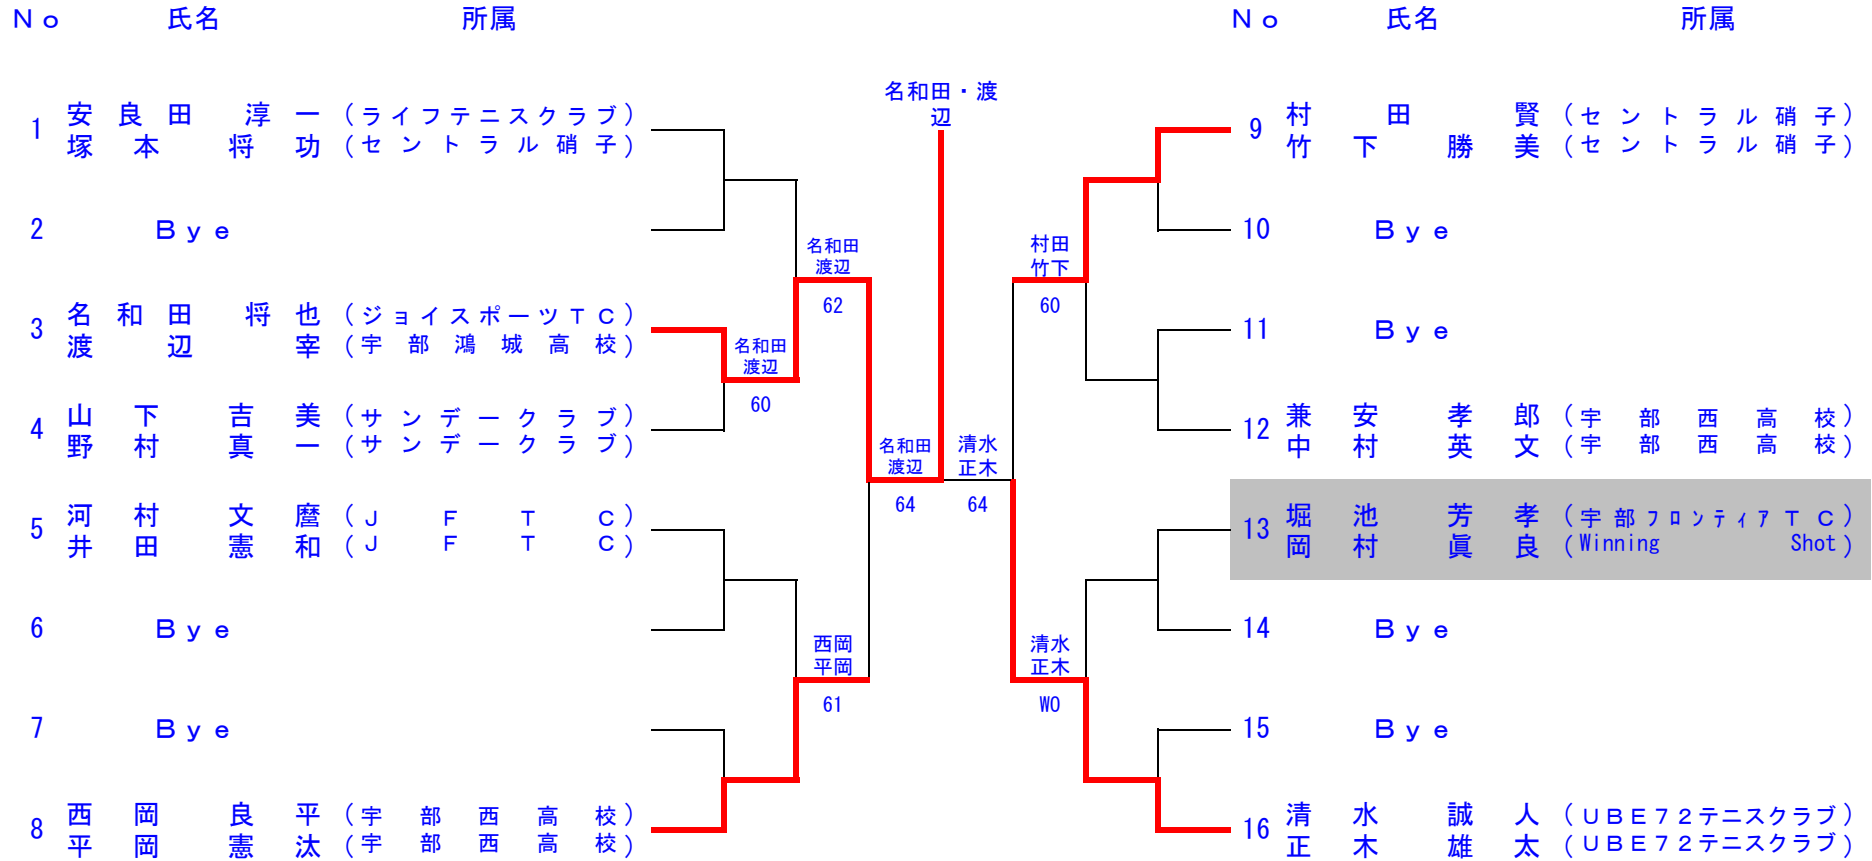 Ｎｏ 氏名 所属
1 安良田 淳一 (ライフテニスクラブ)
塚本 将功 (セントラル硝子)
2 Ｂｙｅ
3 名和田 将也 (ジョイスポーツＴＣ)
渡辺 宰 (宇部鴻城高校)
4 山下 吉美 (サンデークラブ)
野村 真一 (サンデークラブ)
5 河村 文麿 (ＪＦＴＣ)
井田 憲和 (ＪＦＴＣ)
6 Ｂｙｅ
7 Ｂｙｅ
8 西岡 良平 (宇部西高校)
平岡 憲汰 (宇部西高校)
名和田
渡辺
60
名和田
渡辺
62
西岡
平岡
61
名和田
渡辺
64
名和田・渡
辺
清水
正木
64
村田
竹下
60
清水
正木
WO
Ｎｏ 氏名 所属
9 村田 賢 (セントラル硝子)
竹下 勝美 (セントラル硝子)
10 Ｂｙｅ
11 Ｂｙｅ
12 兼安 孝郎 (宇部西高校)
中村 英文 (宇部西高校)
13 堀池 芳孝 (宇部フロンティアＴＣ)
岡村 眞良 (Winning Shot)
14 Ｂｙｅ
15 Ｂｙｅ
16 清水 誠人 (ＵＢＥ７２テニスクラブ)
正木 雄太 (ＵＢＥ７２テニスクラブ)